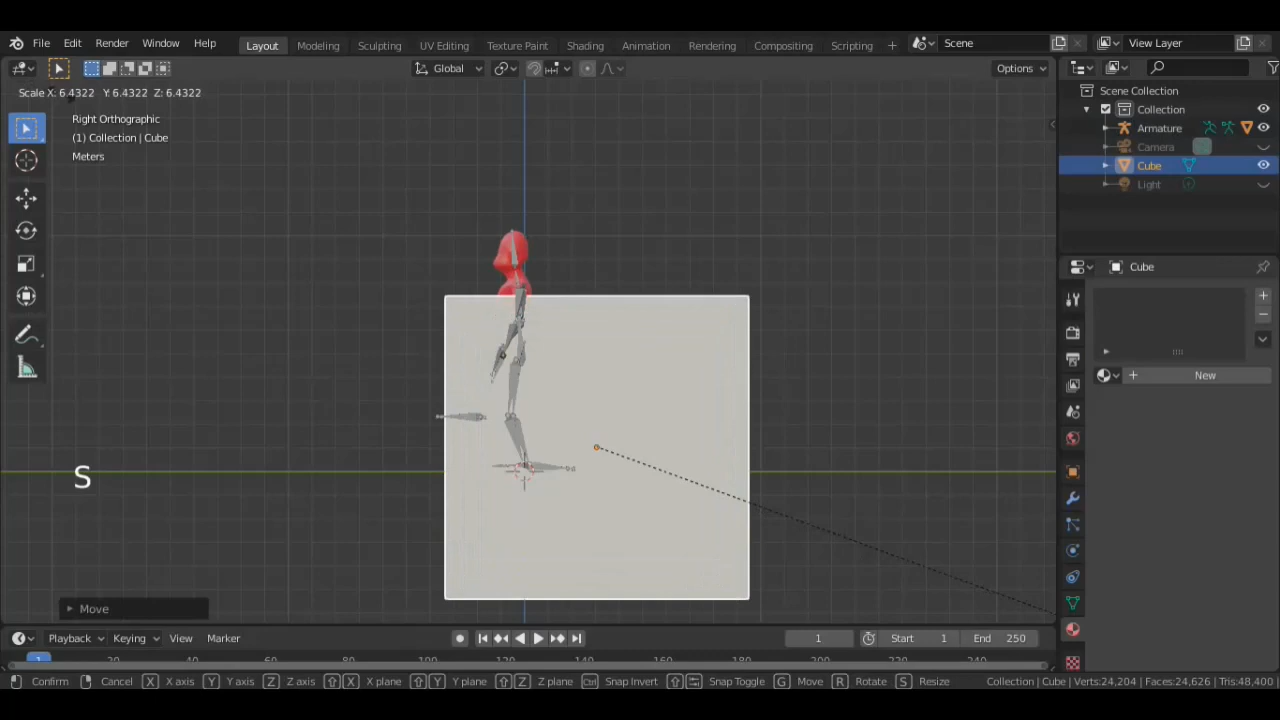 File Edit Render Window Help Layout Modeling Sculpting UV Editing Texture Paint Shading Animation Rendering Compositing Scripting + Scene View Layer
Global Options
Scale X: 6.4322 Y: 6.4322 Z: 6.4322
Right Orthographic
(1) Collection | Cube
Meters
Scene Collection
Collection
Armature
Camera
Cube
Light
Cube
New
S
Move
Playback Keying View Marker 1 Start 1 End 250
1 20 40 60 80 100 120 140 160 180 200 220 240
Confirm Cancel X X axis Y Y axis Z Z axis X X plane Y Y plane Z Z plane Ctrl Snap Invert Snap Toggle G Move R Rotate S Resize Collection | Cube | Verts:24,204 | Faces:24,626 | Tris:48,400 |